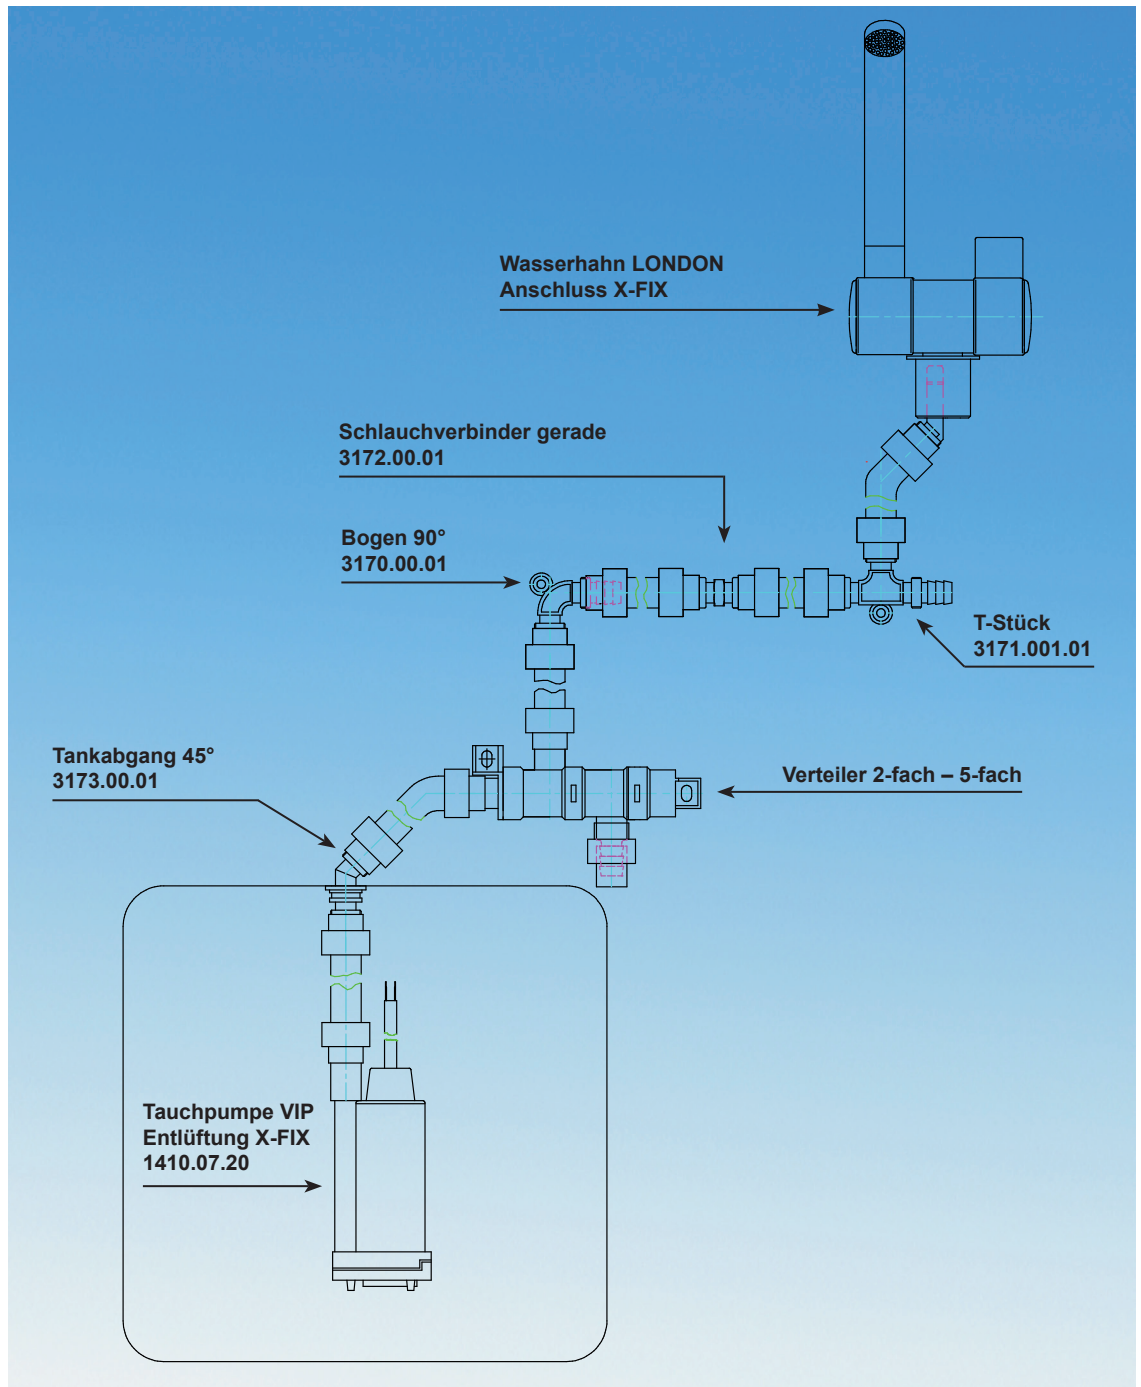 Wasserhahn LONDON
Anschluss X-FIX
Schlauchverbinder gerade
3172.00.01
Bogen 90°
3170.00.01
T-Stück
3171.001.01
Tankabgang 45°
3173.00.01
Verteiler 2-fach – 5-fach
Tauchpumpe VIP
Entlüftung X-FIX
1410.07.20